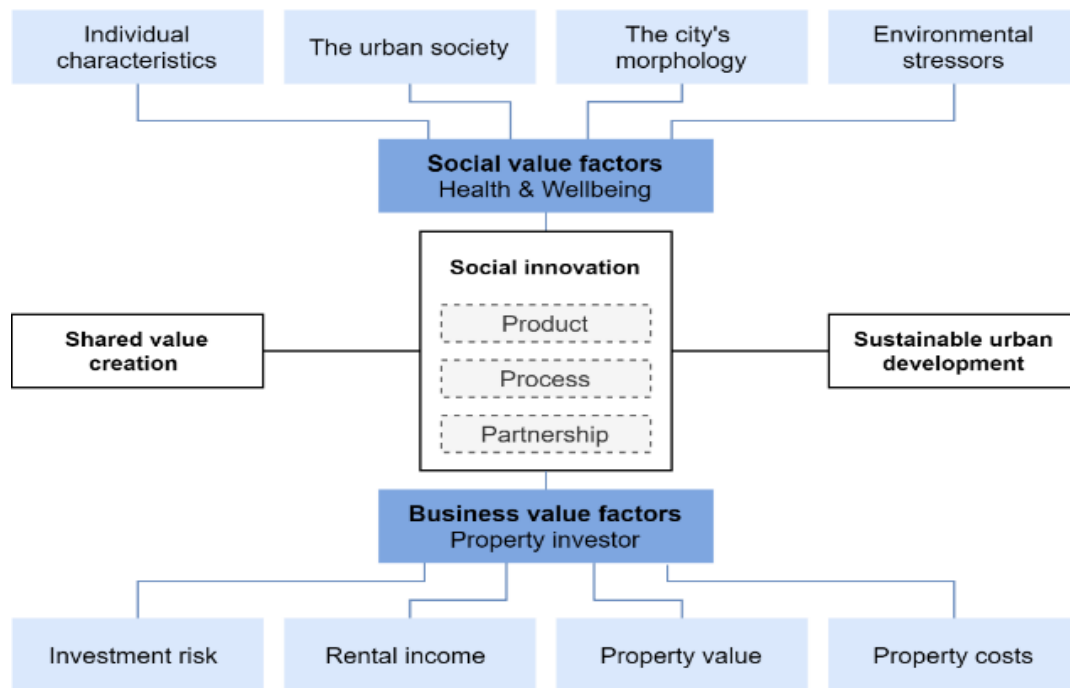 Individual
characteristics
The urban society
The city's
morphology
Environmental
stressors
Social value factors
Health & Wellbeing
Social innovation
Product
Process
Partnership
Shared value
creation
Sustainable urban
development
Business value factors
Property investor
Investment risk
Rental income
Property value
Property costs